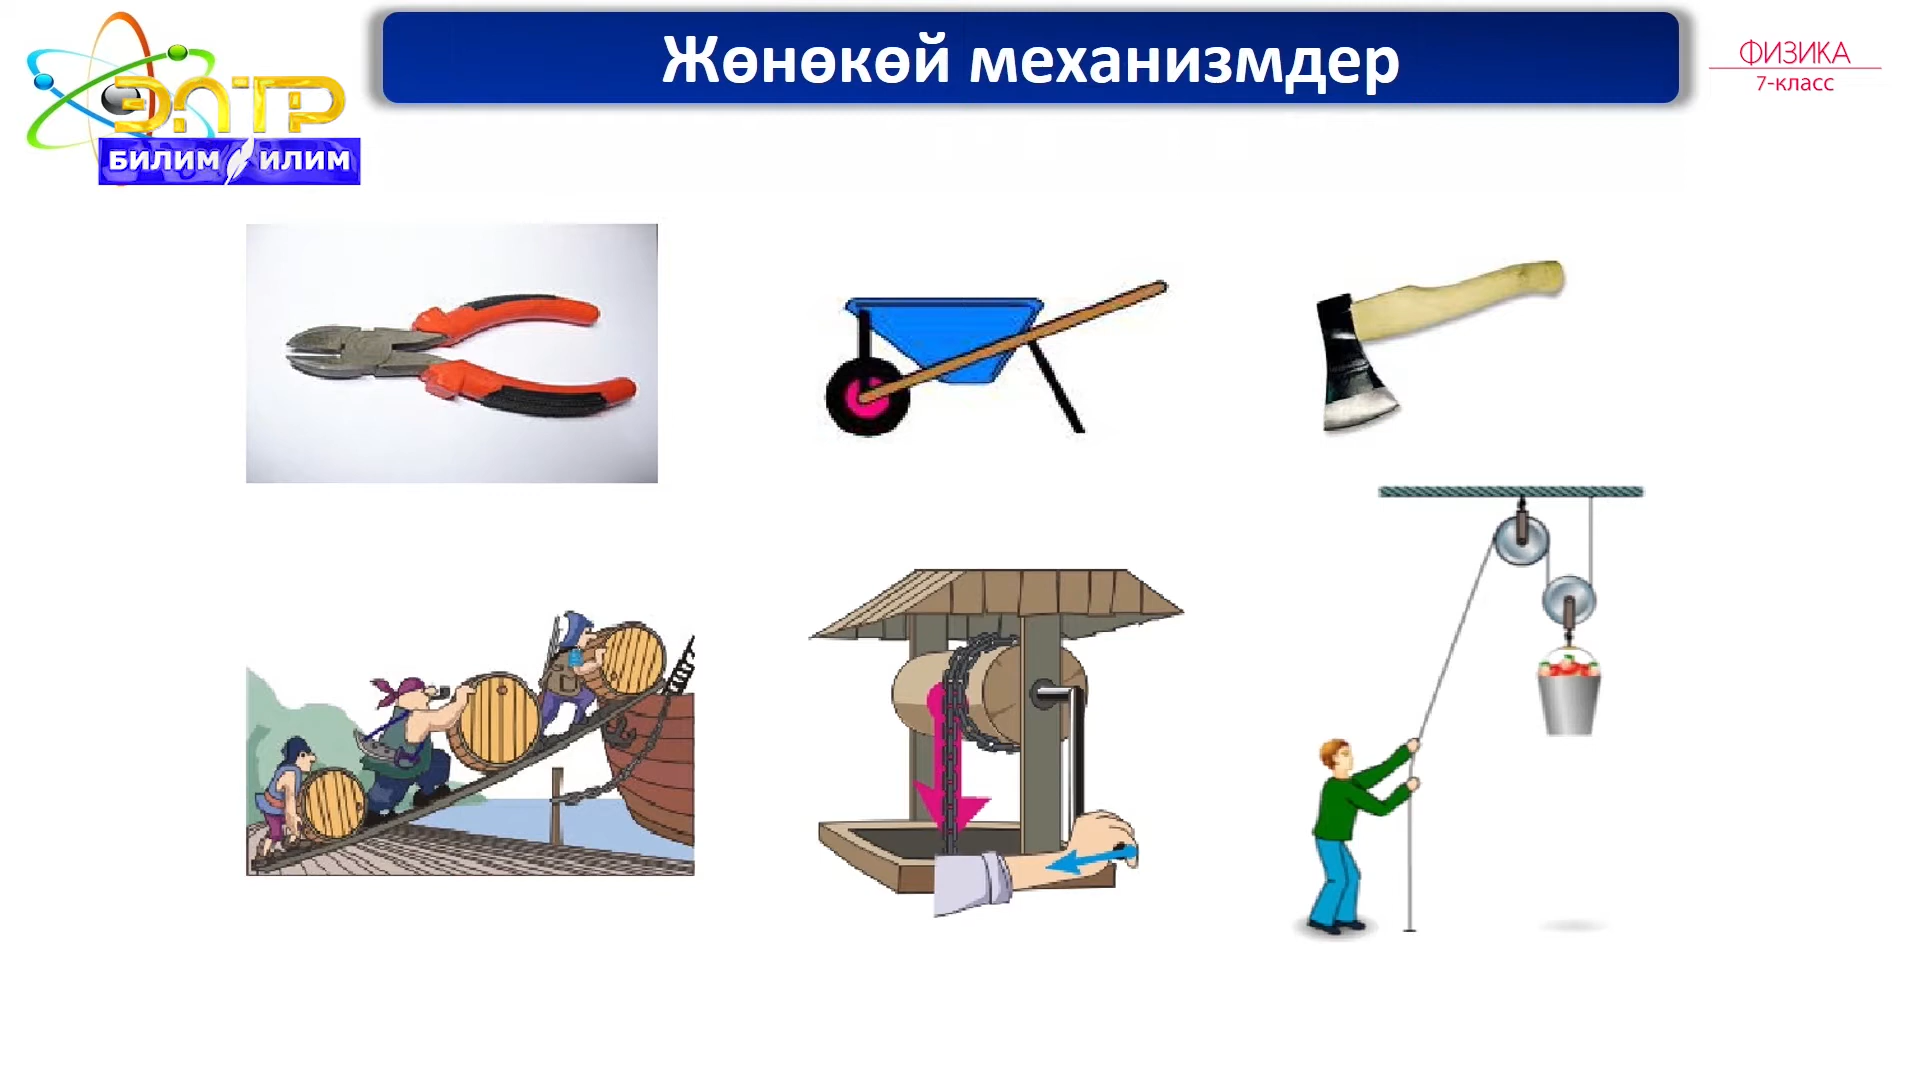 Жөнөкөй механизмдер
ФИЗИКА
7-класс
ЭЛТР
БИЛИМ ИЛИМ